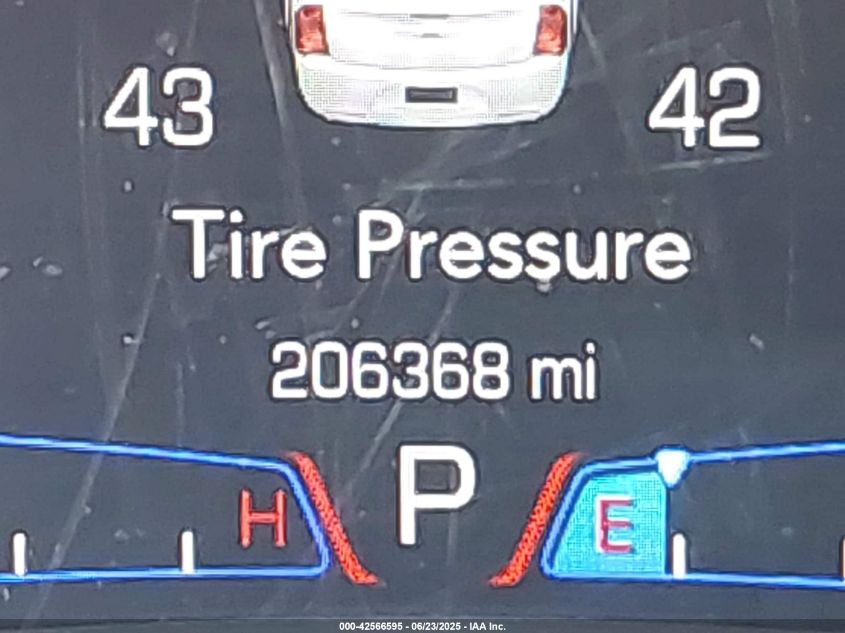 43 42
Tire Pressure
206368 mi
H P E
000-42566595 - 06/23/2025 - IAA Inc.